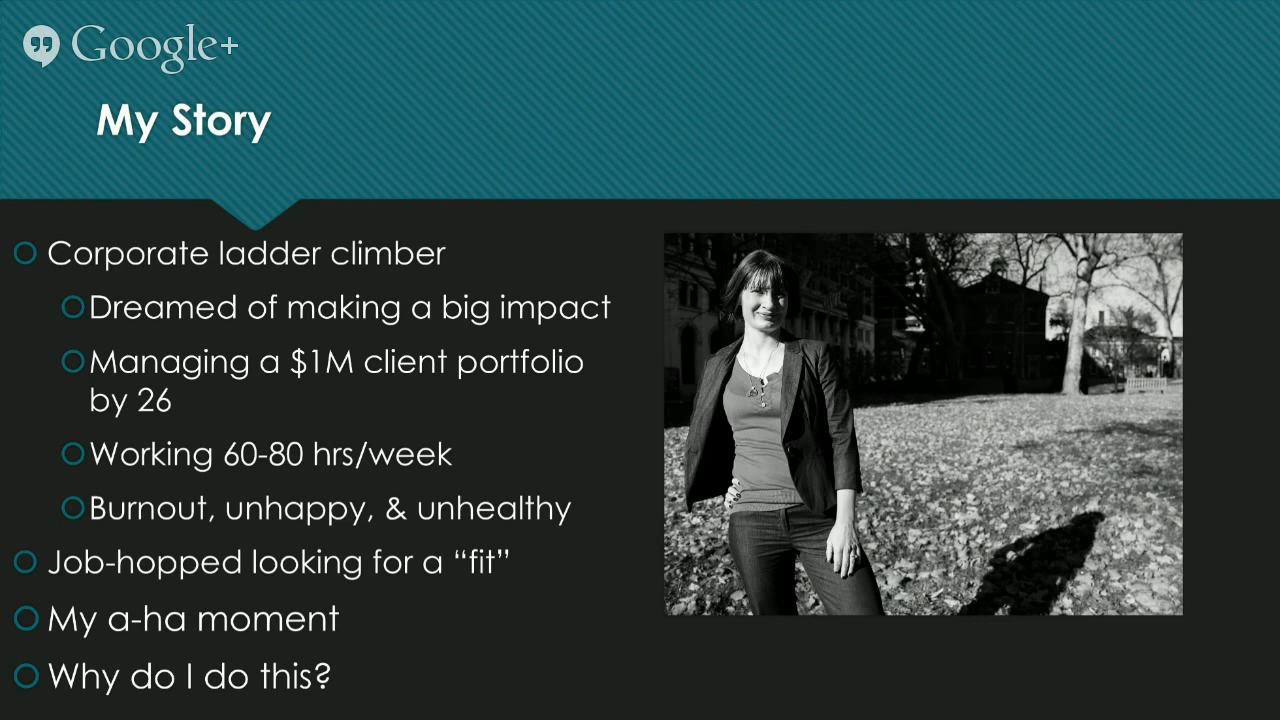 Google+
My Story
Corporate ladder climber
Dreamed of making a big impact
Managing a $1M client portfolio
by 26
Working 60-80 hrs/week
Burnout, unhappy, & unhealthy
Job-hopped looking for a “fit”
My a-ha moment
Why do I do this?